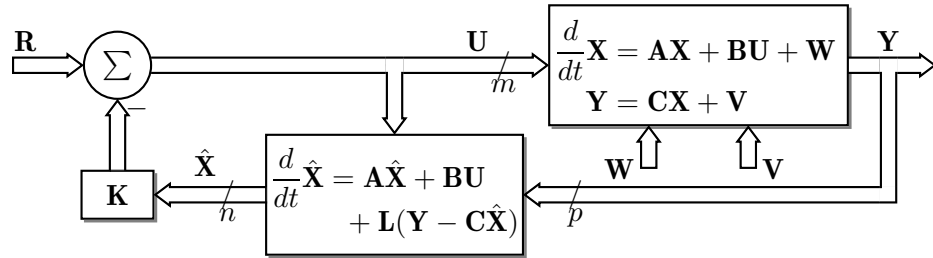 R
∑
−
U
m
d/dt X = AX + BU + W
Y = CX + V
Y
W
V
X̂
n
K
d/dt X̂ = AX̂ + BU
+ L(Y − CX̂)
p